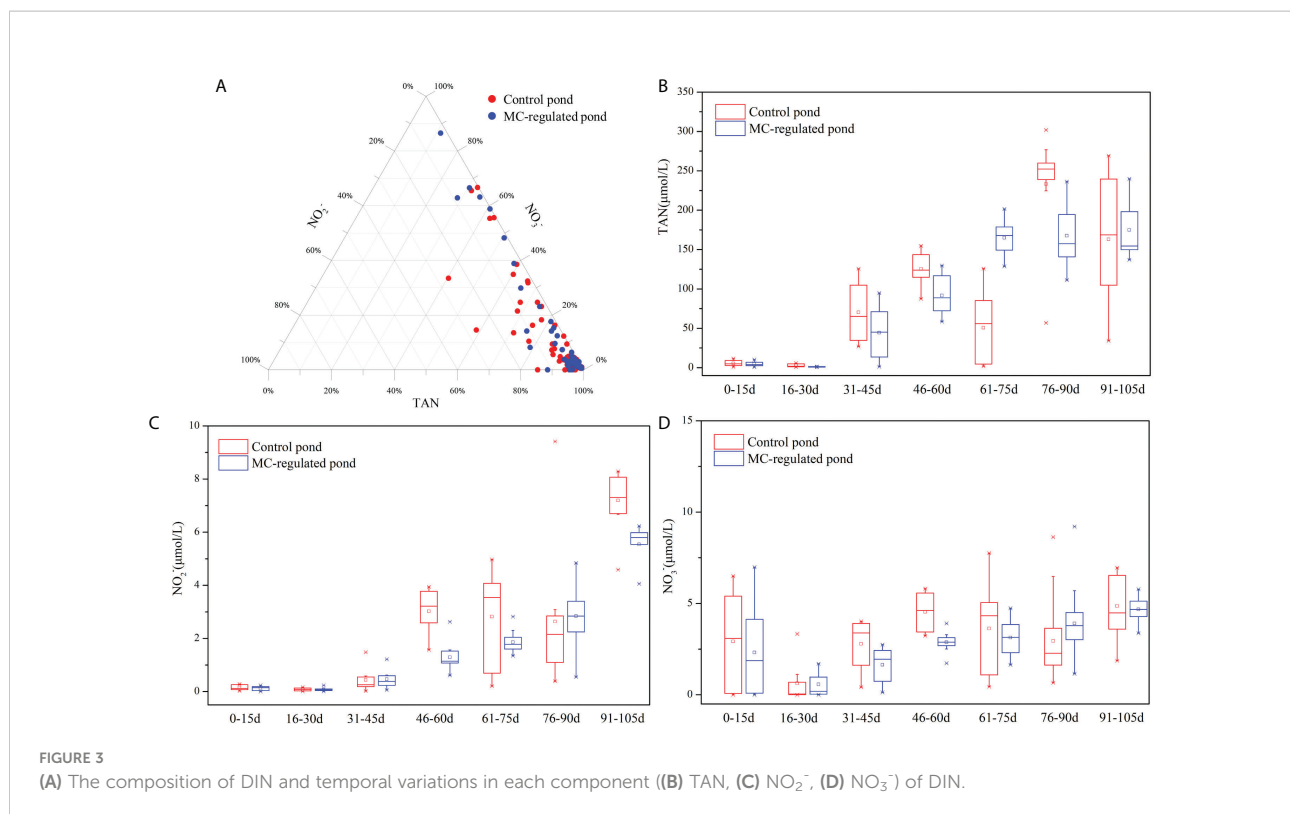 A
0%
100%
Control pond
MC-regulated pond
20%
80%
40%
60%
NO₂⁻
NO₃⁻
60%
40%
80%
20%
100%
0%
0%
20%
40%
60%
80%
100%
TAN
B
350
300
250
200
150
100
50
0
TAN(μmol/L)
Control pond
MC-regulated pond
0-15d 16-30d 31-45d 46-60d 61-75d 76-90d 91-105d
C
10
8
6
4
2
0
NO₂⁻(μmol/L)
Control pond
MC-regulated pond
0-15d 16-30d 31-45d 46-60d 61-75d 76-90d 91-105d
D
15
10
5
0
NO₃⁻(μmol/L)
Control pond
MC-regulated pond
0-15d 16-30d 31-45d 46-60d 61-75d 76-90d 91-105d
FIGURE 3
(A) The composition of DIN and temporal variations in each component ((B) TAN, (C) NO₂⁻, (D) NO₃⁻) of DIN.